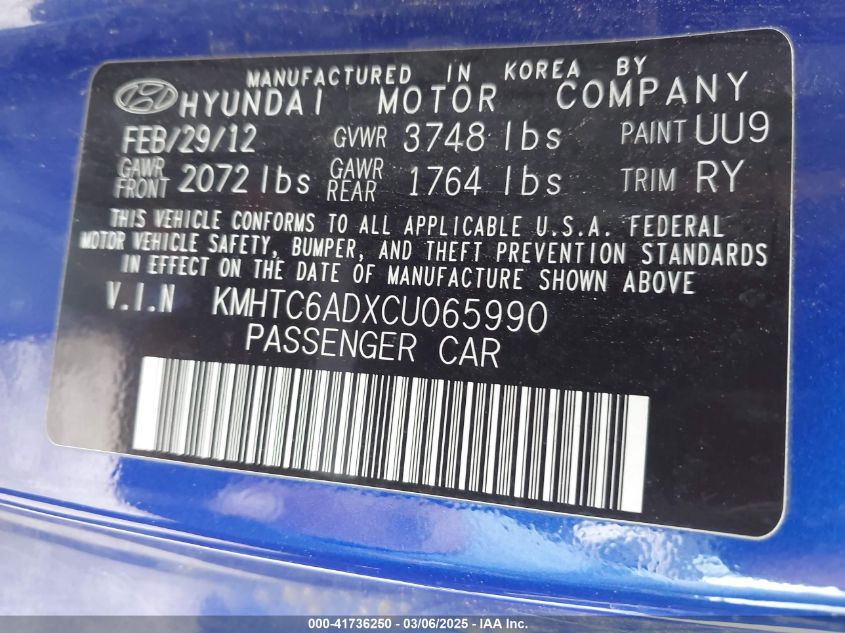 MANUFACTURED IN KOREA BY
HYUNDAI MOTOR COMPANY
FEB/29/12 GVWR 3748 lbs PAINT UU9
GAWR FRONT 2072 lbs GAWR REAR 1764 lbs TRIM RY
THIS VEHICLE CONFORMS TO ALL APPLICABLE U.S.A. FEDERAL
MOTOR VEHICLE SAFETY, BUMPER, AND THEFT PREVENTION STANDARDS
IN EFFECT ON THE DATE OF MANUFACTURE SHOWN ABOVE
V.I.N KMHTC6ADXCU065990
PASSENGER CAR
000-41736250 - 03/06/2025 - IAA Inc.